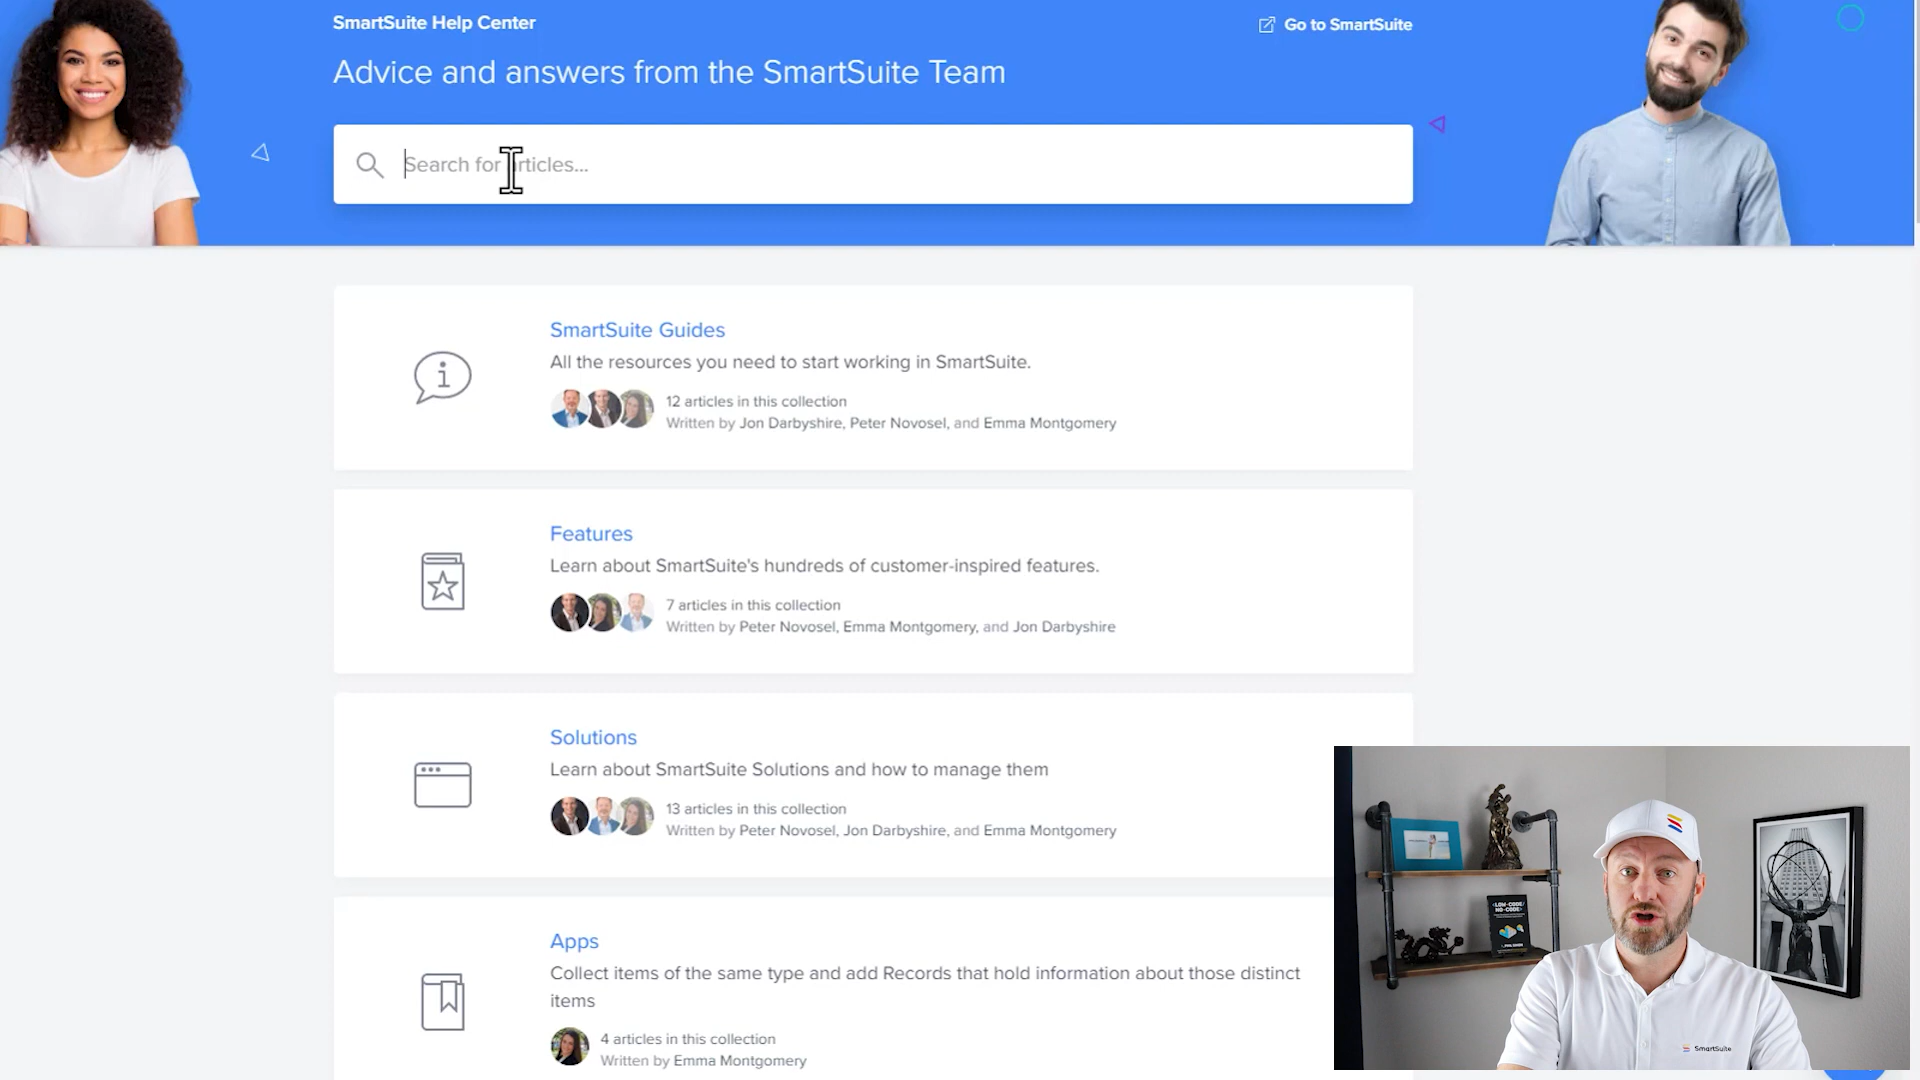 SmartSuite Help Center
Go to SmartSuite
Advice and answers from the SmartSuite Team
Search for articles...
SmartSuite Guides
All the resources you need to start working in SmartSuite.
12 articles in this collection
Written by Jon Darbyshire, Peter Novosel, and Emma Montgomery
Features
Learn about SmartSuite's hundreds of customer-inspired features.
7 articles in this collection
Written by Peter Novosel, Emma Montgomery, and Jon Darbyshire
Solutions
Learn about SmartSuite Solutions and how to manage them
13 articles in this collection
Written by Peter Novosel, Jon Darbyshire, and Emma Montgomery
Apps
Collect items of the same type and add Records that hold information about those distinct
items
4 articles in this collection
Written by Emma Montgomery
LOW-CODE/
NO-CODE
SmartSuite